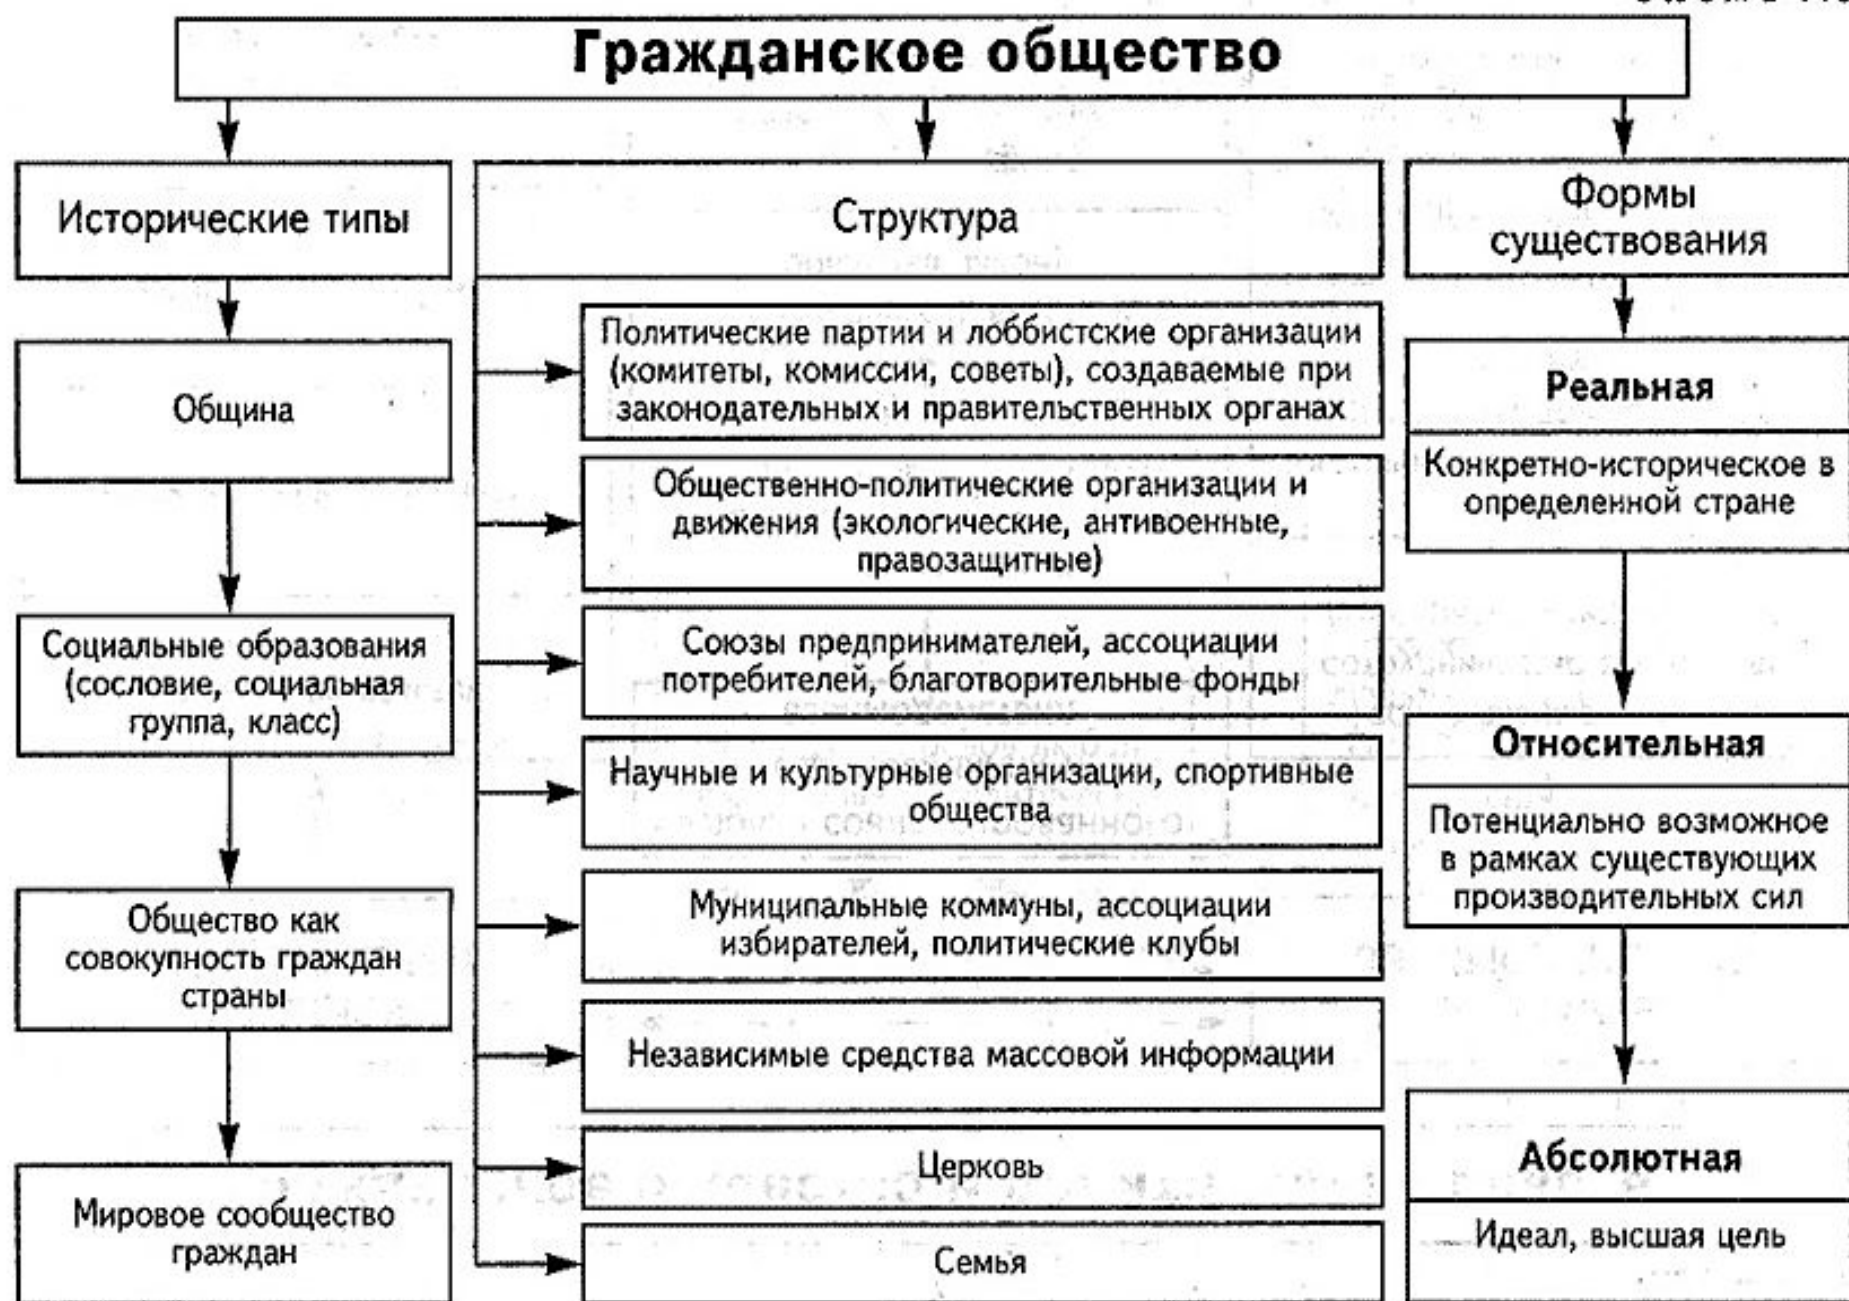 Гражданское общество
Исторические типы
Община
Социальные образования
(сословие, социальная
группа, класс)
Общество как
совокупность граждан
страны
Мировое сообщество
граждан
Структура
Политические партии и лоббистские организации
(комитеты, комиссии, советы), создаваемые при
законодательных и правительственных органах
Общественно-политические организации и
движения (экологические, антивоенные,
правозащитные)
Союзы предпринимателей, ассоциации
потребителей, благотворительные фонды
Научные и культурные организации, спортивные
общества
Муниципальные коммуны, ассоциации
избирателей, политические клубы
Независимые средства массовой информации
Церковь
Семья
Формы
существования
Реальная
Конкретно-историческое в
определенной стране
Относительная
Потенциально возможное
в рамках существующих
производительных сил
Абсолютная
Идеал, высшая цель